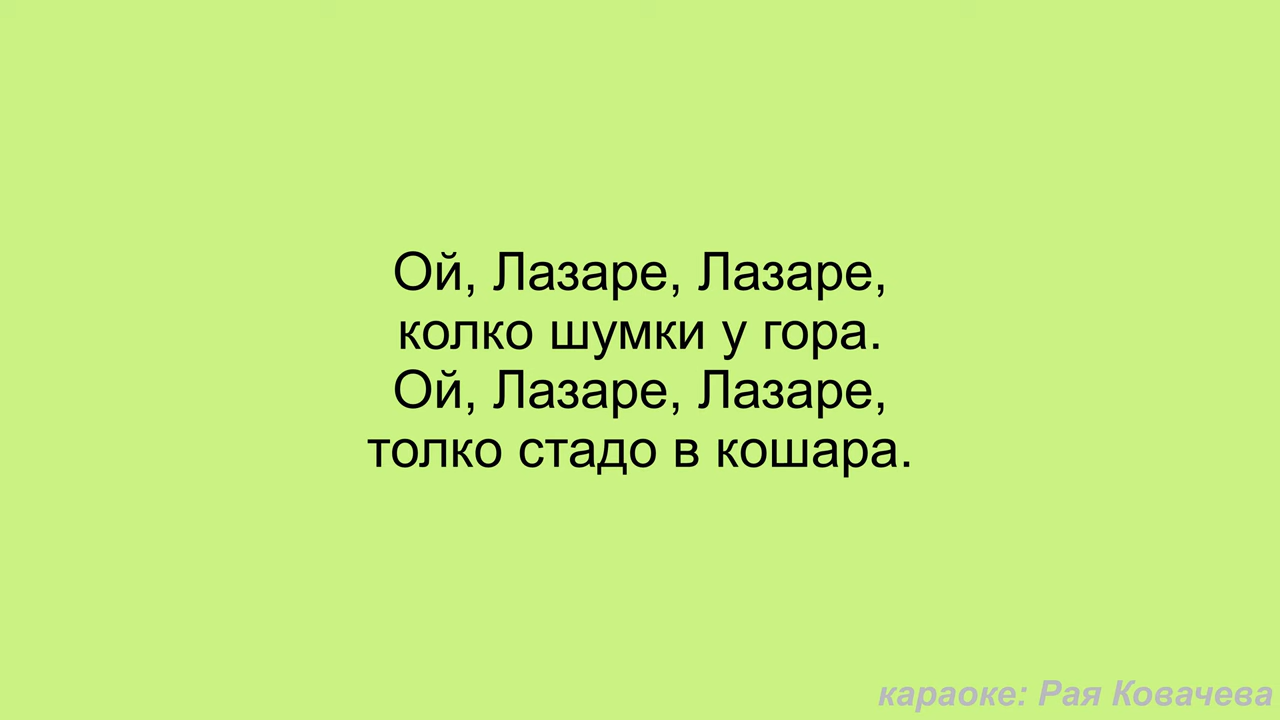 Ой, Лазаре, Лазаре,
колко шумки у гора.
Ой, Лазаре, Лазаре,
толко стадо в кошара.
караоке: Рая Ковачева